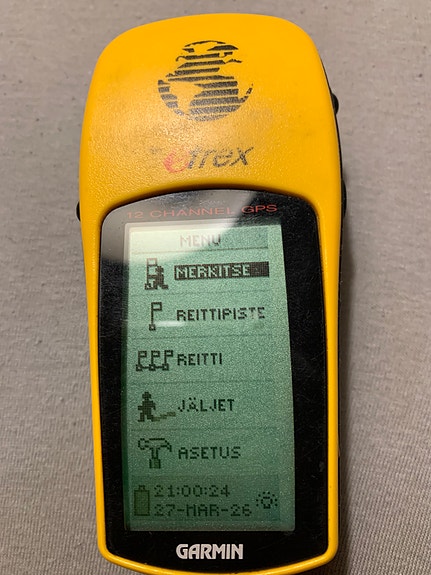 eTrex
12 CHANNEL GPS
MENU
MERKITSE
REITTIPISTE
REITTI
JÄLJET
ASETUS
21:00:24
27-MAR-26
GARMIN